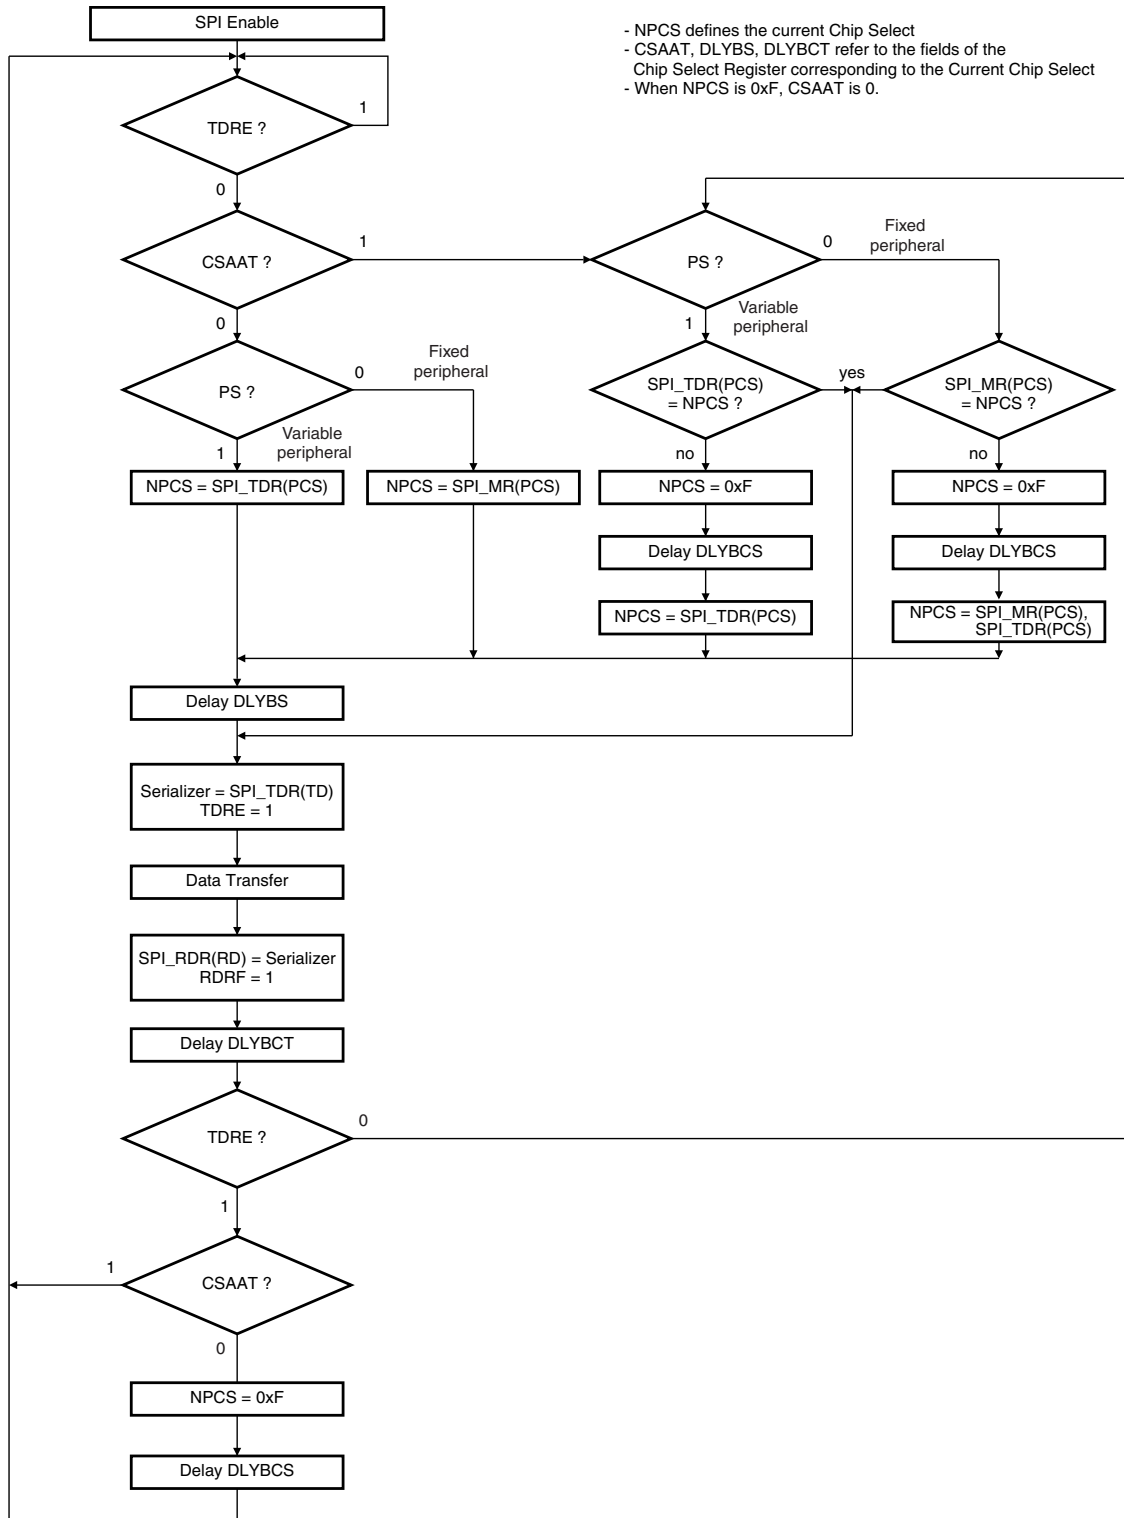 SPI Enable
- NPCS defines the current Chip Select
- CSAAT, DLYBS, DLYBCT refer to the fields of the
Chip Select Register corresponding to the Current Chip Select
- When NPCS is 0xF, CSAAT is 0.
1
TDRE ?
0
CSAAT ?
1
PS ?
0
Fixed
peripheral
0
1
Variable
peripheral
PS ?
0
Fixed
peripheral
1
Variable
peripheral
SPI_TDR(PCS)
= NPCS ?
yes
SPI_MR(PCS)
= NPCS ?
no
no
NPCS = SPI_TDR(PCS)
NPCS = SPI_MR(PCS)
NPCS = 0xF
NPCS = 0xF
Delay DLYBCS
Delay DLYBCS
NPCS = SPI_TDR(PCS)
NPCS = SPI_MR(PCS),
SPI_TDR(PCS)
Delay DLYBS
Serializer = SPI_TDR(TD)
TDRE = 1
Data Transfer
SPI_RDR(RD) = Serializer
RDRF = 1
Delay DLYBCT
TDRE ?
0
1
CSAAT ?
1
0
NPCS = 0xF
Delay DLYBCS